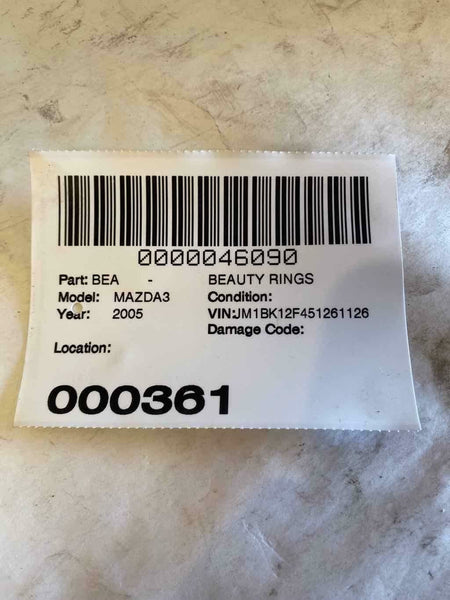 0000046090
Part: BEA - BEAUTY RINGS
Model: MAZDA3 Condition:
Year: 2005 VIN:JM1BK12F451261126
Damage Code:
Location:
000361